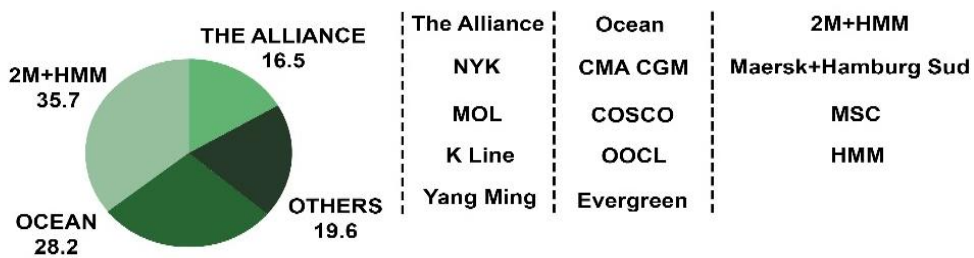 THE ALLIANCE
16.5
2M+HMM
35.7
OTHERS
19.6
OCEAN
28.2
The Alliance Ocean 2M+HMM
NYK CMA CGM Maersk+Hamburg Sud
MOL COSCO MSC
K Line OOCL HMM
Yang Ming Evergreen